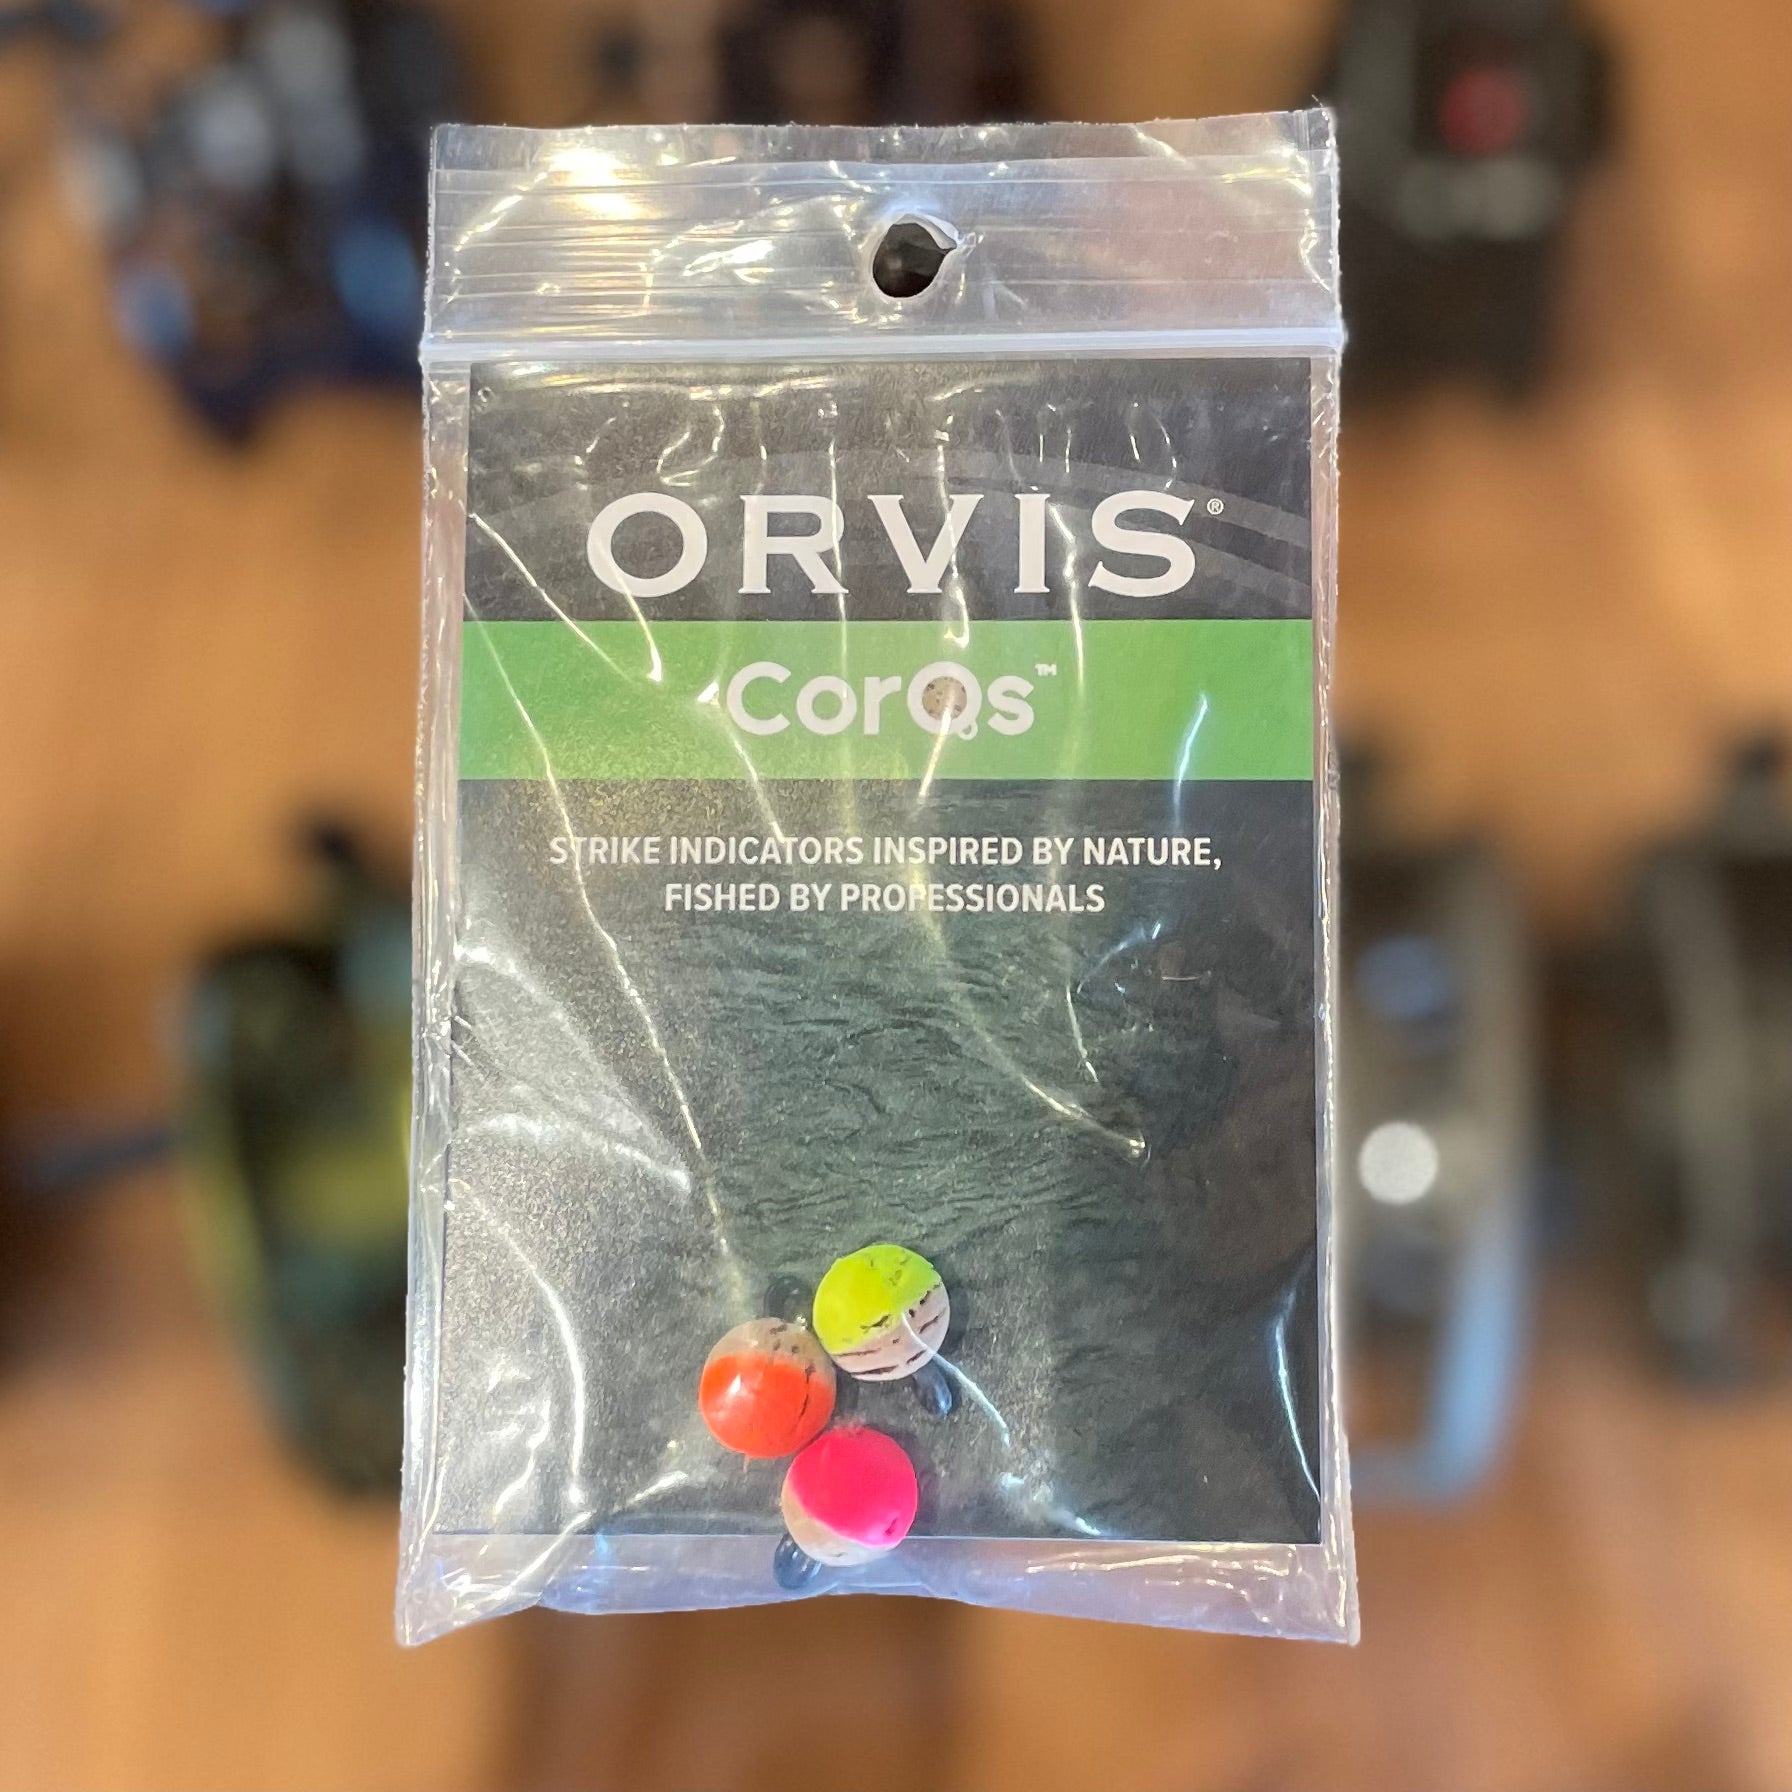 ORVIS®
CorQs™
STRIKE INDICATORS INSPIRED BY NATURE,
FISHED BY PROFESSIONALS